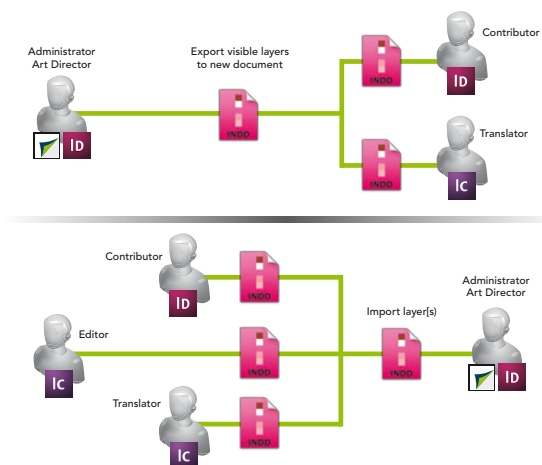 Contributor
Administrator
Art Director
Export visible layers
to new document
INDD
INDD
ID
ID
Translator
INDD
IC
Contributor
INDD
ID
Administrator
Art Director
Import layer(s)
Editor
INDD
INDD
IC
ID
Translator
INDD
IC